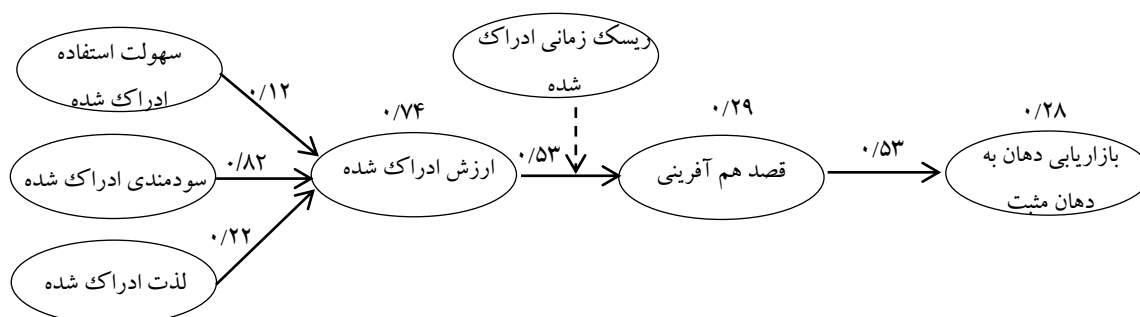 سهولت استفاده
ادراک شده
سودمندی ادراک شده
لذت ادراک شده
۰/۱۲
۰/۸۲
۰/۲۲
۰/۷۴
ارزش ادراک شده
ریسک زمانی ادراک
شده
۰/۵۳
۰/۲۹
قصد هم آفرینی
۰/۵۳
۰/۲۸
بازاریابی دهان به
دهان مثبت